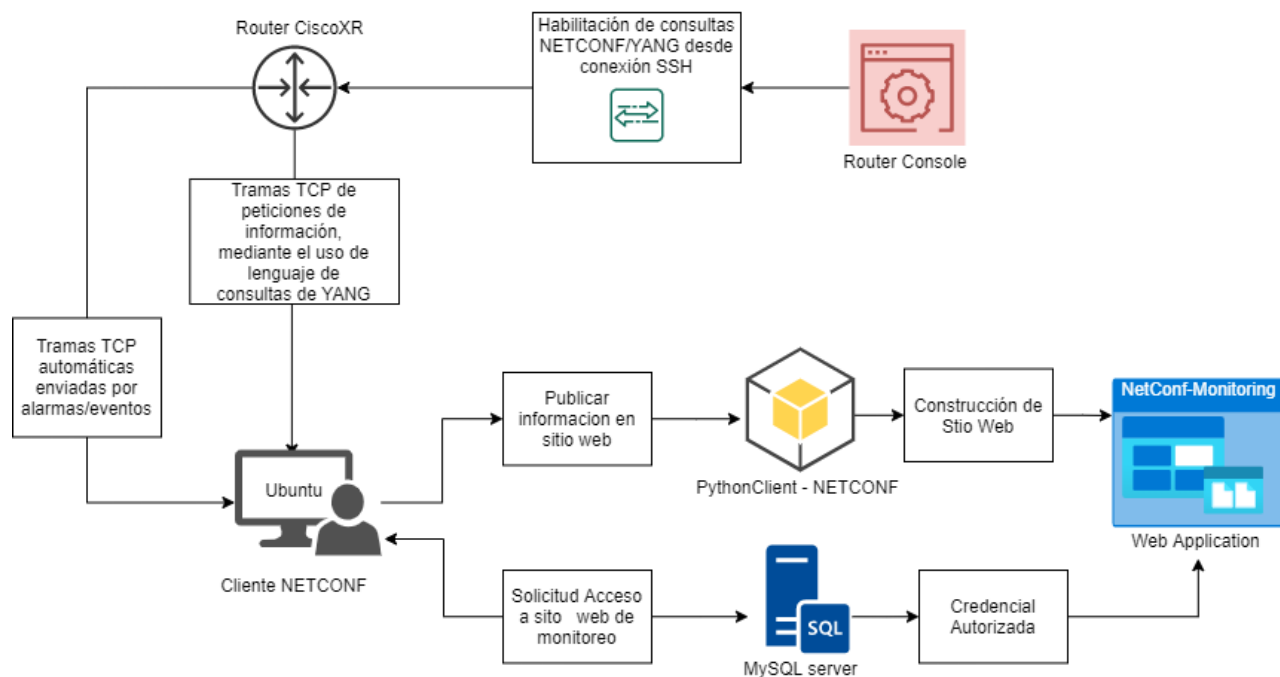 Router CiscoXR
Habilitación de consultas
NETCONF/YANG desde
conexión SSH
Router Console
Tramas TCP de
peticiones de
información,
mediante el uso de
lenguaje de
consultas de YANG
Tramas TCP
automáticas
enviadas por
alarmas/eventos
Ubuntu
Cliente NETCONF
Publicar
informacion en
sitio web
PythonClient - NETCONF
Construcción de
Stio Web
NetConf-Monitoring
Web Application
Solicitud Acceso
a sito web de
monitoreo
SQL
MySQL server
Credencial
Autorizada